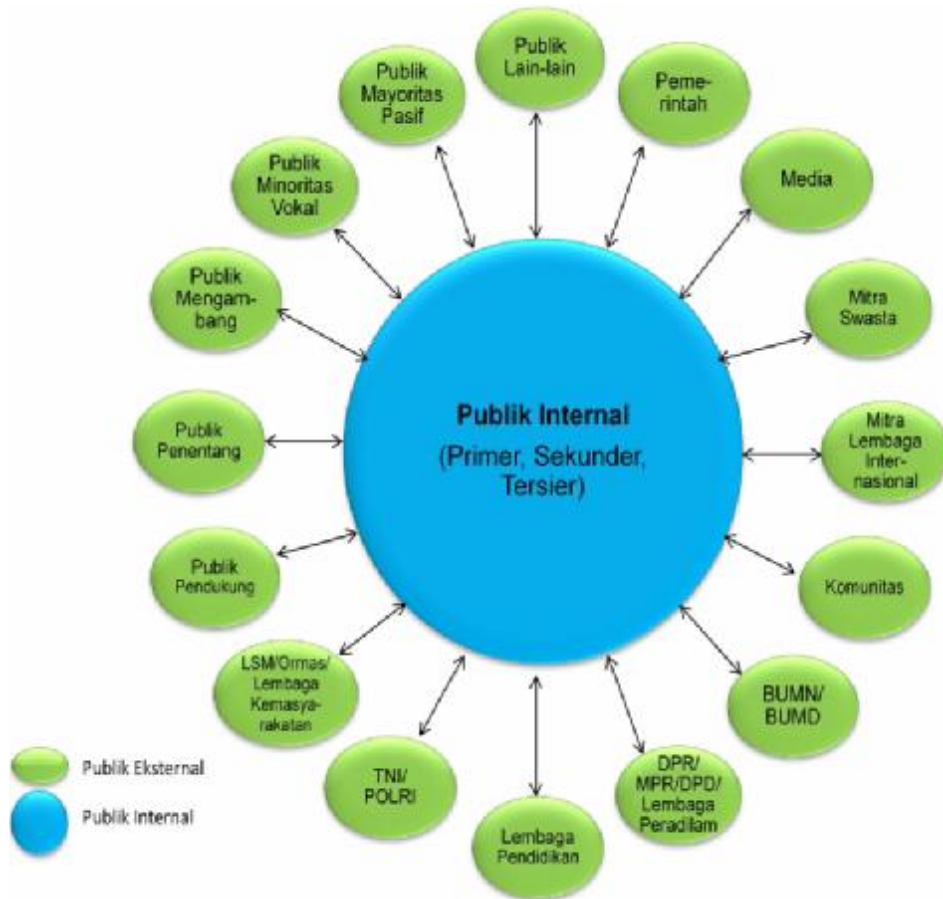 Publik
Lain-lain
Peme-
rintah
Media
Mitra
Swasta
Mitra
Lembaga
Inter-
nasional
Komunitas
BUMN/
BUMD
DPR/
MPR/DPD/
Lembaga
Peradilam
Lembaga
Pendidikan
TNI/
POLRI
LSM/Ormas/
Lembaga
Kemasya-
rakatan
Publik
Pendukung
Publik
Penentang
Publik
Mengam-
bang
Publik
Minoritas
Vokal
Publik
Mayoritas
Pasif
Publik Internal
(Primer, Sekunder,
Tersier)
Publik Eksternal
Publik Internal